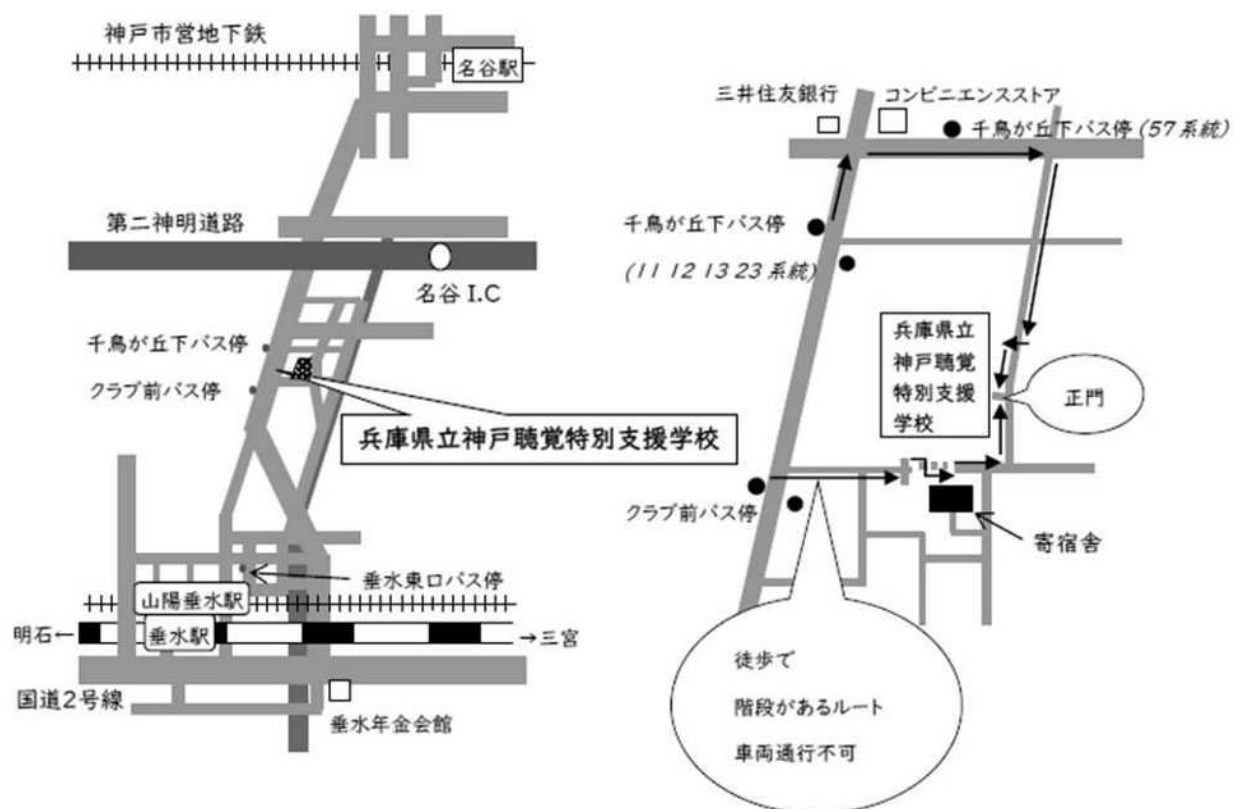 神戸市営地下鉄
名谷駅
第二神明道路
名谷 I.C
千鳥が丘下バス停
クラブ前バス停
兵庫県立神戸聴覚特別支援学校
垂水東口バス停
山陽垂水駅
明石←
垂水駅
→三宮
国道2号線
垂水年金会館
三井住友銀行
コンビニエンスストア
千鳥が丘下バス停 (57 系統)
千鳥が丘下バス停
(11 12 13 23 系統)
兵庫県立
神戸聴覚
特別支援
学校
正門
クラブ前バス停
寄宿舎
徒歩で
階段があるルート
車両通行不可